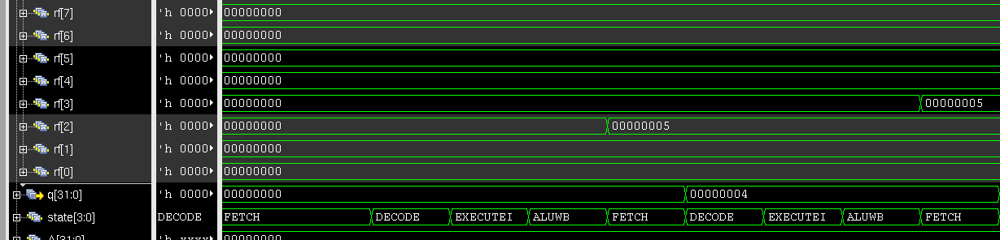 rf[7] 'h 0000 00000000
rf[6] 'h 0000 00000000
rf[5] 'h 0000 00000000
rf[4] 'h 0000 00000000
rf[3] 'h 0000 00000000 00000005
rf[2] 'h 0000 00000000 00000005
rf[1] 'h 0000 00000000
rf[0] 'h 0000 00000000
q[31:0] 'h 0000 00000000 00000004
state[3:0] DECODE FETCH DECODE EXECUTEI ALUWB FETCH DECODE EXECUTEI ALUWB FETCH
A[31:0] 'h xxxx 00000000